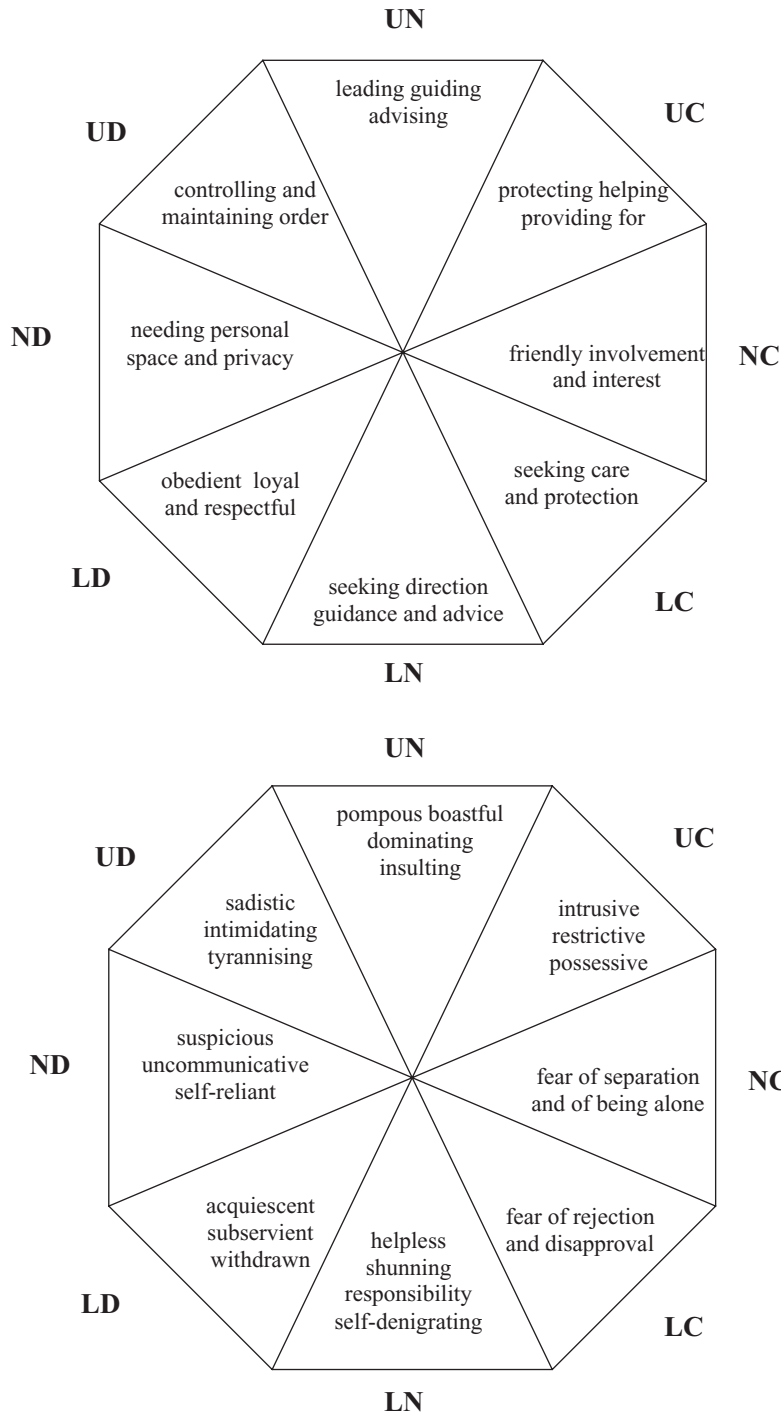 UN
leading guiding
advising
UD
UC
controlling and
maintaining order
protecting helping
providing for
ND
needing personal
space and privacy
friendly involvement
and interest
NC
obedient loyal
and respectful
seeking care
and protection
LD
seeking direction
guidance and advice
LC
LN
UN
pompous boastful
dominating
insulting
UD
UC
sadistic
intimidating
tyrannising
intrusive
restrictive
possessive
ND
suspicious
uncommunicative
self-reliant
fear of separation
and of being alone
NC
acquiescent
subservient
withdrawn
fear of rejection
and disapproval
helpless
shunning
responsibility
self-denigrating
LD
LC
LN